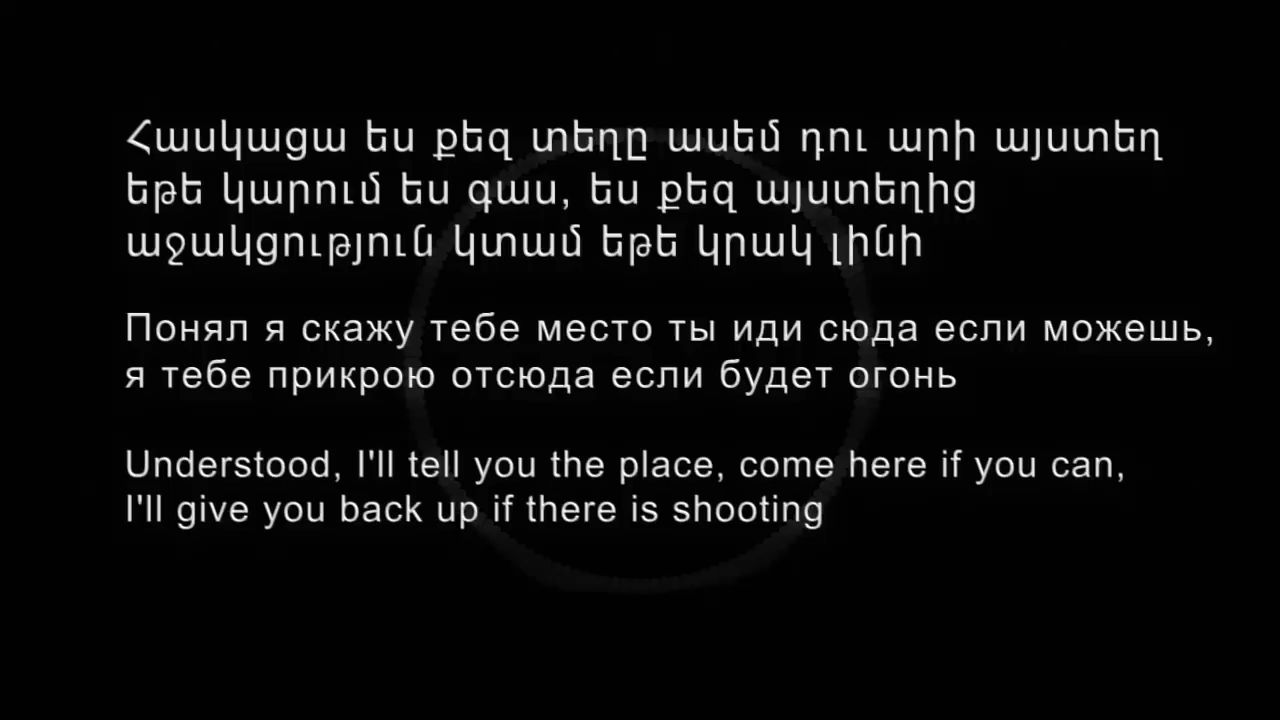 Հասկացա ես քեզ տեղը ասեմ դու արի այստեղ
եթե կարում ես գաս, ես քեզ այստեղից
աջակցություն կտամ եթե կրակ լինի
Понял я скажу тебе место ты иди сюда если можешь,
я тебе прикрою отсюда если будет огонь
Understood, I'll tell you the place, come here if you can,
I'll give you back up if there is shooting